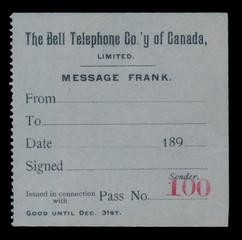 The Bell Telephone Co.'y of Canada,
LIMITED.
MESSAGE FRANK.
From
To
Date 189
Signed
Sender.
Issued in connection with Pass No. 100
GOOD UNTIL DEC. 31ST.